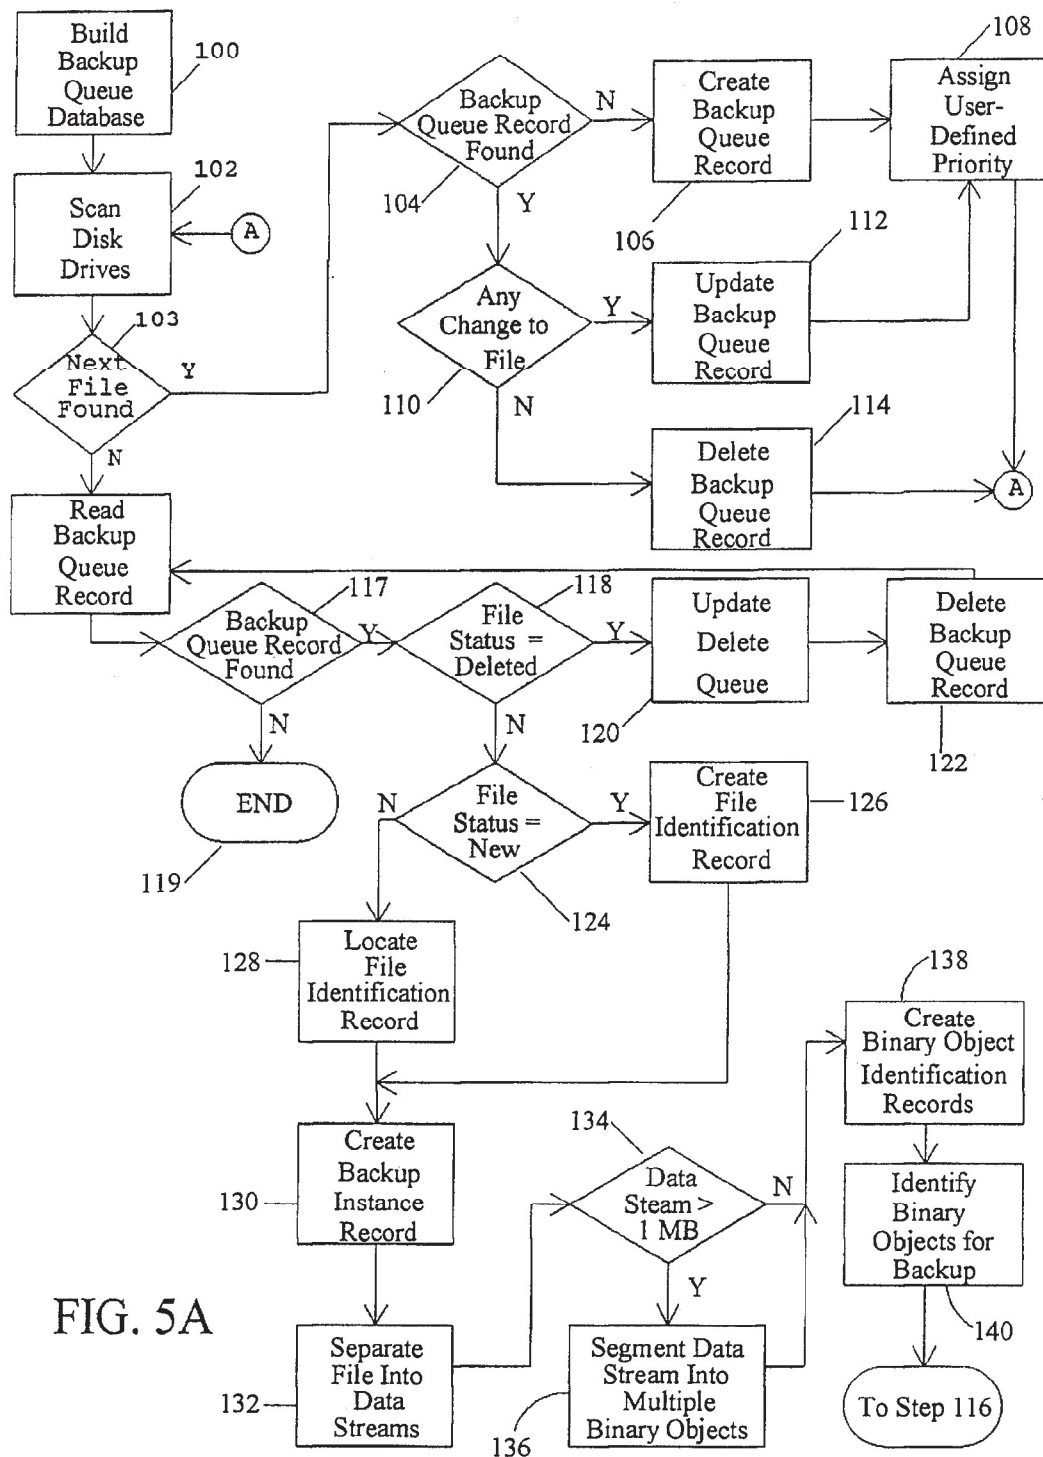 Build
Backup
Queue
Database
100
Scan
Disk
Drives
102
A
103
Next
File
Found
Y
N
Backup
Queue Record
Found
104
N
Y
Create
Backup
Queue
Record
106
108
Assign
User-
Defined
Priority
Any
Change to
File
110
Y
N
112
Update
Backup
Queue
Record
114
Delete
Backup
Queue
Record
A
Read
Backup
Queue
Record
117
Backup
Queue Record
Found
Y
N
END
119
118
File
Status =
Deleted
Y
N
Update
Delete
Queue
120
Delete
Backup
Queue
Record
122
File
Status =
New
N
Y
124
Create
File
Identification
Record
126
128
Locate
File
Identification
Record
130
Create
Backup
Instance
Record
132
Separate
File Into
Data
Streams
134
Data
Steam >
1 MB
N
Y
136
Segment Data
Stream Into
Multiple
Binary Objects
138
Create
Binary Object
Identification
Records
Identify
Binary
Objects for
Backup
140
To Step 116
FIG. 5A